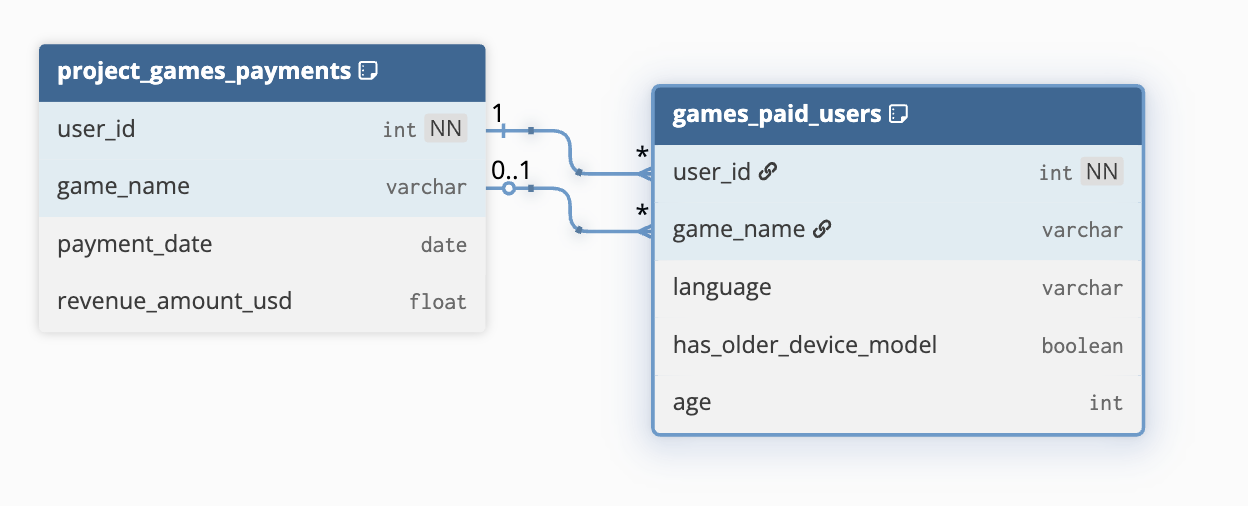 project_games_payments
user_id int NN
game_name varchar
payment_date date
revenue_amount_usd float
1
0..1
*
*
games_paid_users
user_id int NN
game_name varchar
language varchar
has_older_device_model boolean
age int